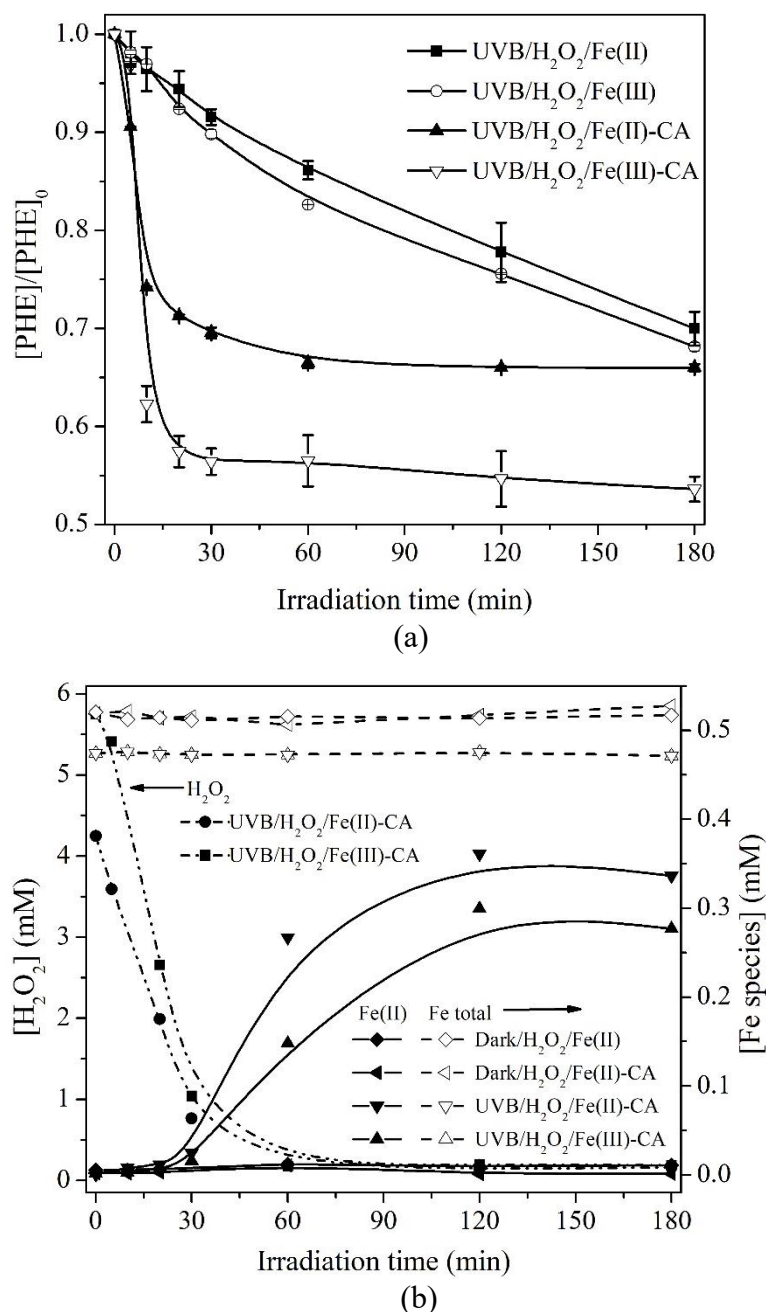 1.0
0.9
0.8
0.7
0.6
0.5
[PHE]/[PHE]₀
UVB/H₂O₂/Fe(II)
UVB/H₂O₂/Fe(III)
UVB/H₂O₂/Fe(II)-CA
UVB/H₂O₂/Fe(III)-CA
0 30 60 90 120 150 180
Irradiation time (min)
(a)
6
5
4
3
2
1
0
[H₂O₂] (mM)
H₂O₂
UVB/H₂O₂/Fe(II)-CA
UVB/H₂O₂/Fe(III)-CA
Fe(II) Fe total
Dark/H₂O₂/Fe(II)
Dark/H₂O₂/Fe(II)-CA
UVB/H₂O₂/Fe(II)-CA
UVB/H₂O₂/Fe(III)-CA
0.5
0.4
0.3
0.2
0.1
0.0
[Fe species] (mM)
0 30 60 90 120 150 180
Irradiation time (min)
(b)